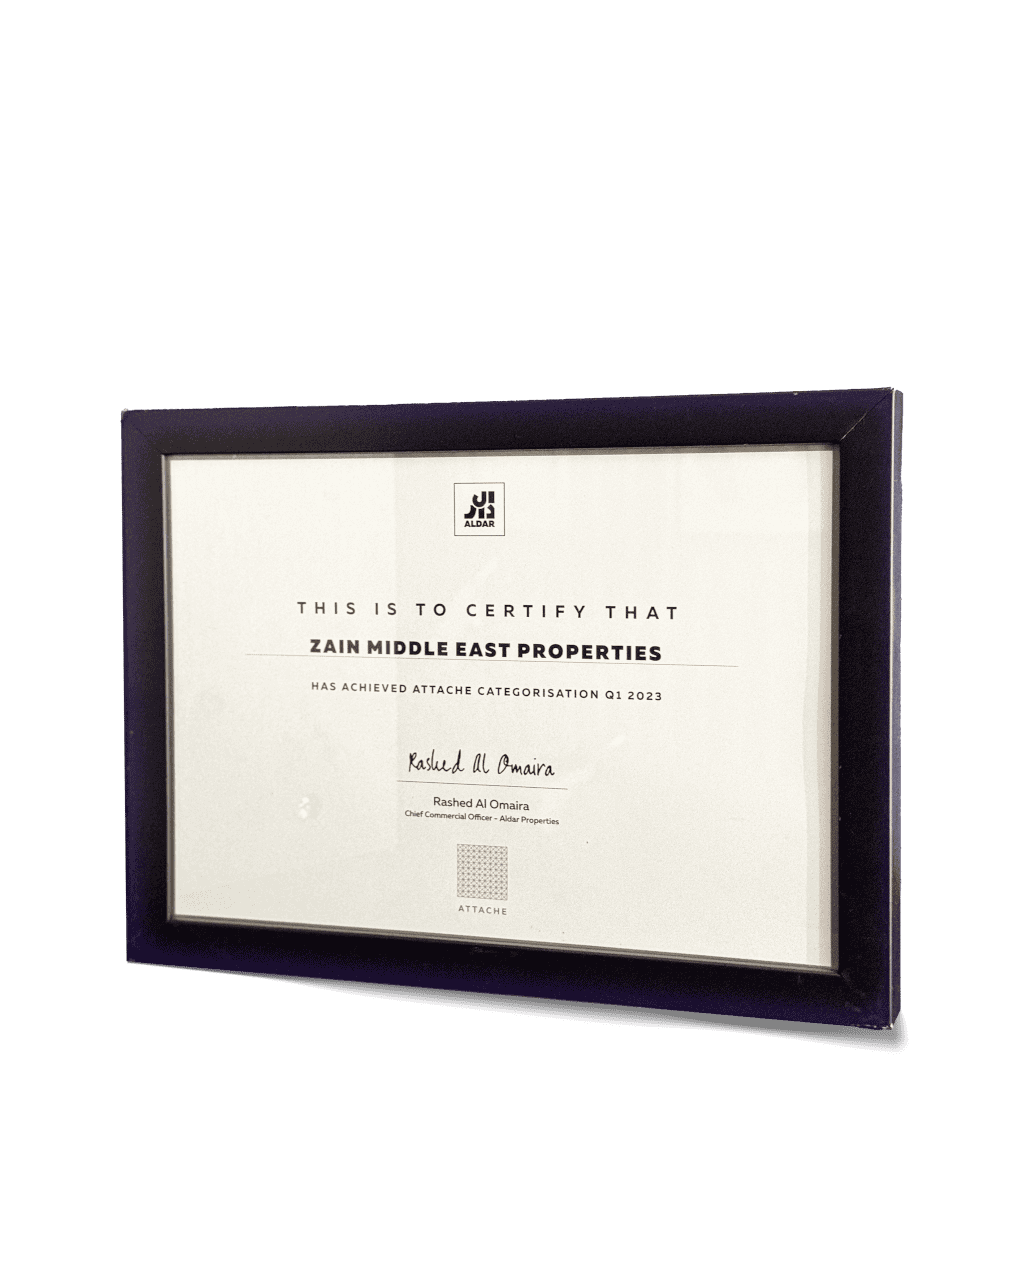 الدار
ALDAR
THIS IS TO CERTIFY THAT
ZAIN MIDDLE EAST PROPERTIES
HAS ACHIEVED ATTACHE CATEGORISATION Q1 2023
Rashed Al Omaira
Rashed Al Omaira
Chief Commercial Officer - Aldar Properties
ATTACHE